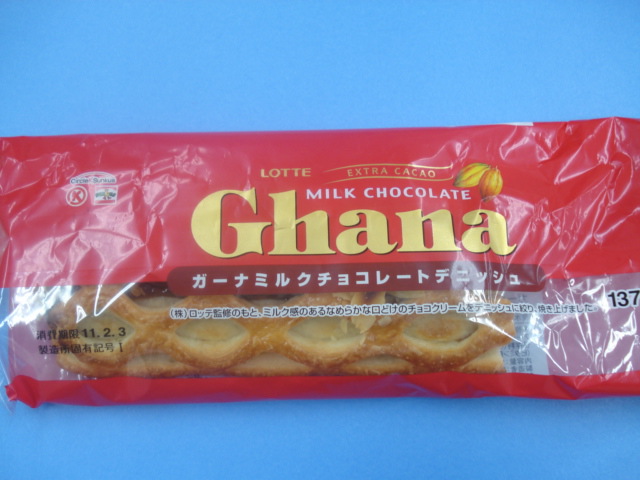 LOTTE
EXTRA CACAO
MILK CHOCOLATE
Circle K Sunkus
K
Ghana
ガーナミルクチョコレートデニッシュ
137
(株)ロッテ監修のもと、ミルク感のあるなめらかな口どけのチョコクリームをデニッシュに絞り、焼き上げました。
消費期限11.2.3
製造所固有記号I